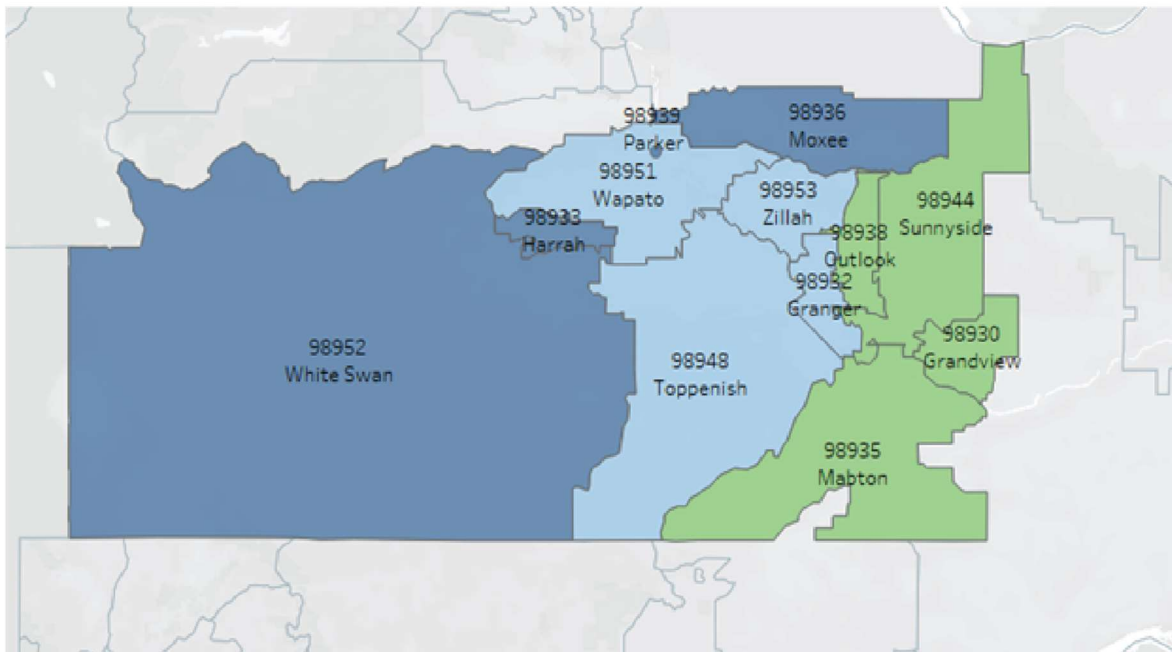 98939
Parker
98936
Moxee
98951
Wapato
98953
Zillah
98944
Sunnyside
98933
Harrah
98938
Outlook
98932
Granger
98952
White Swan
98948
Toppenish
98930
Grandview
98935
Mabton